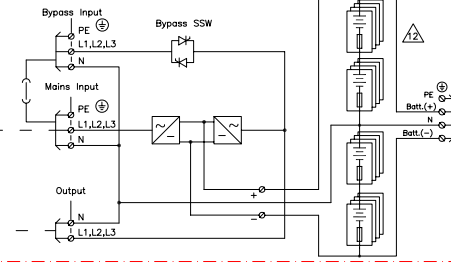 Bypass Input
PE
L1,L2,L3
N
Bypass SSW
Mains Input
PE
L1,L2,L3
N
Output
N
L1,L2,L3
+
−
12
PE
Batt.(+)
N
Batt.(−)